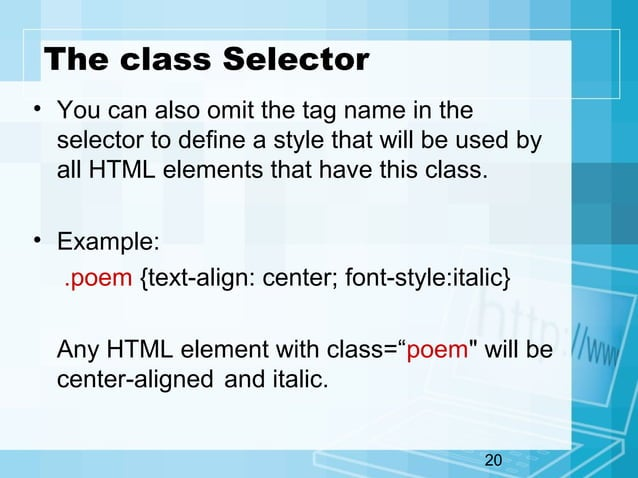 The class Selector
• You can also omit the tag name in the
selector to define a style that will be used by
all HTML elements that have this class.
• Example:
.poem {text-align: center; font-style:italic}
Any HTML element with class=“poem" will be
center-aligned and italic.
http://www
20